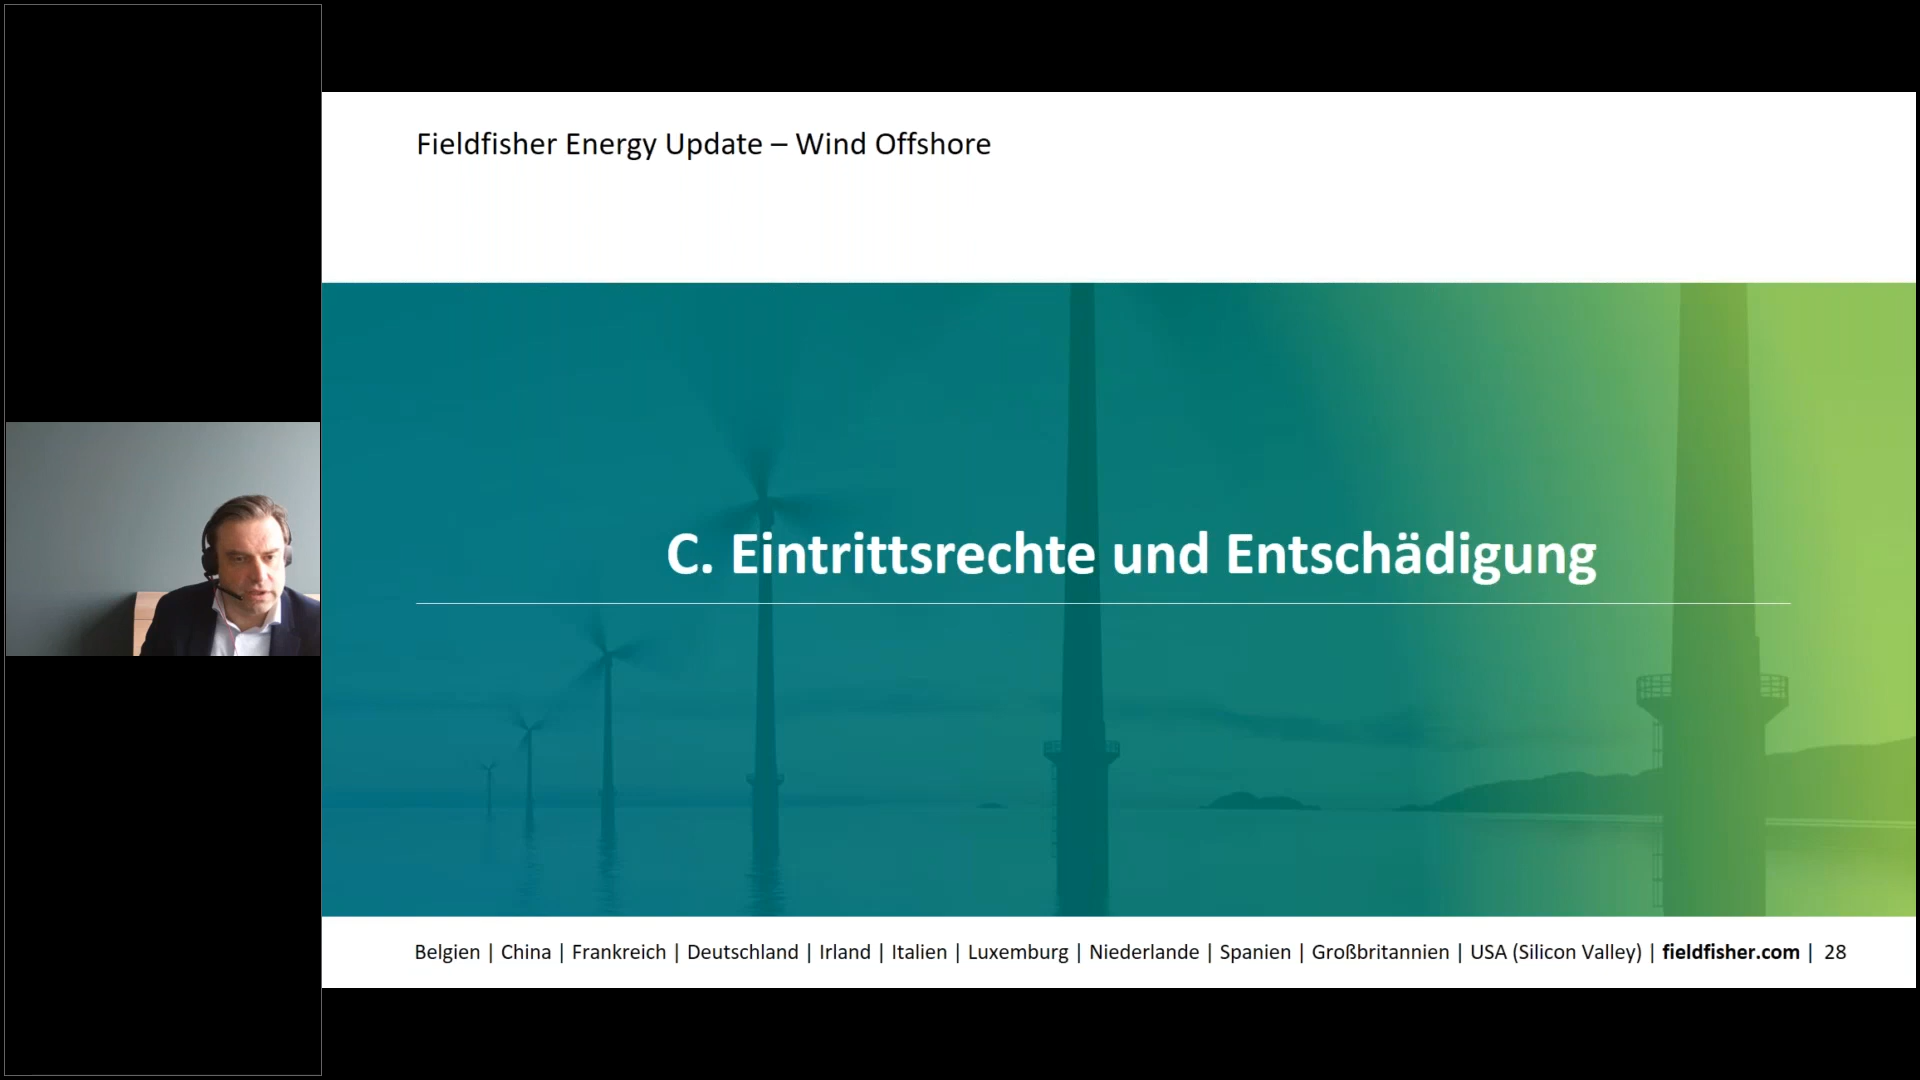 Fieldfisher Energy Update – Wind Offshore
C. Eintrittsrechte und Entschädigung
Belgien | China | Frankreich | Deutschland | Irland | Italien | Luxemburg | Niederlande | Spanien | Großbritannien | USA (Silicon Valley) | fieldfisher.com | 28